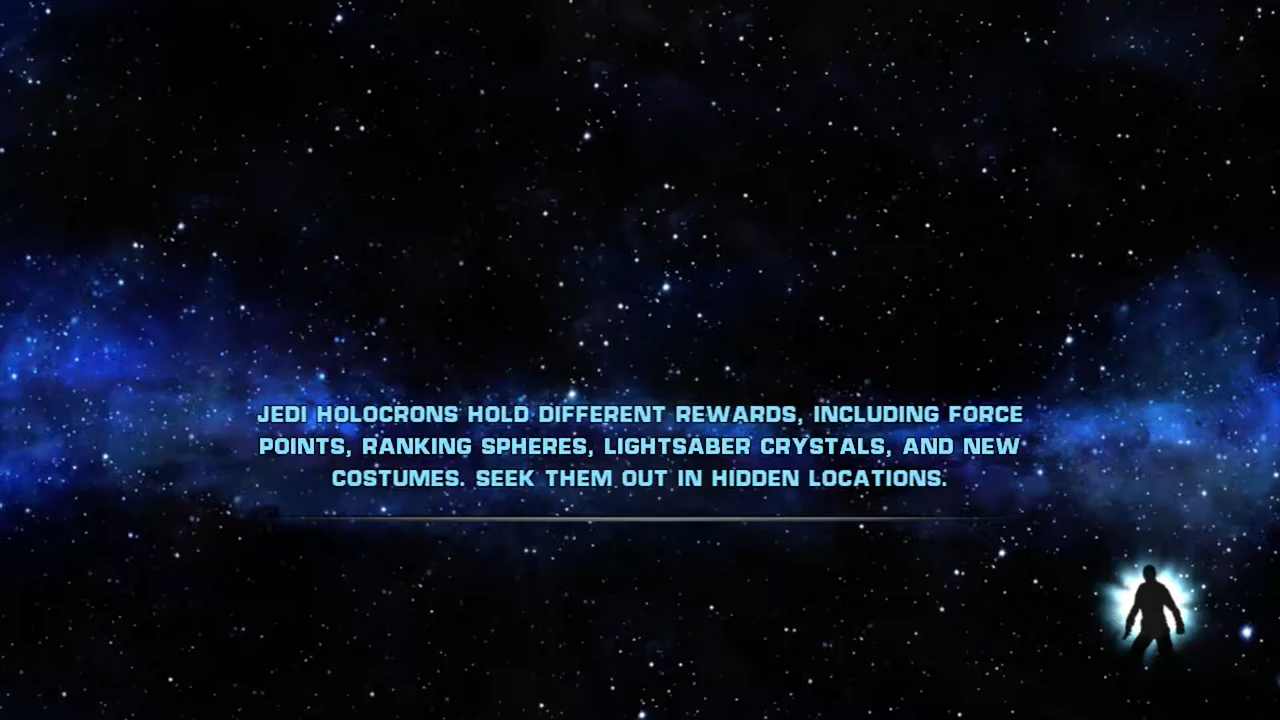 JEDI HOLOCRONS HOLD DIFFERENT REWARDS, INCLUDING FORCE
POINTS, RANKING SPHERES, LIGHTSABER CRYSTALS, AND NEW
COSTUMES. SEEK THEM OUT IN HIDDEN LOCATIONS.